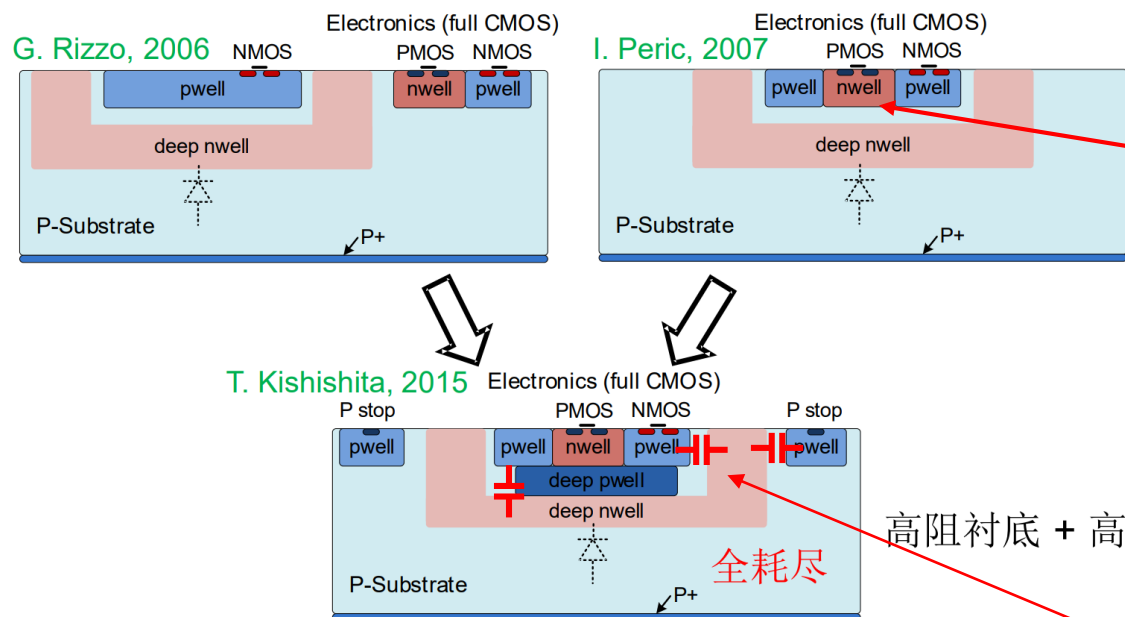 Electronics (full CMOS)
G. Rizzo, 2006
NMOS
PMOS
NMOS
pwell
nwell
pwell
deep nwell
P-Substrate
P+
Electronics (full CMOS)
I. Peric, 2007
PMOS
NMOS
pwell
nwell
pwell
deep nwell
P-Substrate
P+
T. Kishishita, 2015
Electronics (full CMOS)
P stop
PMOS
NMOS
P stop
pwell
pwell
nwell
pwell
pwell
deep pwell
deep nwell
高阻衬底 + 高
全耗尽
P-Substrate
P+